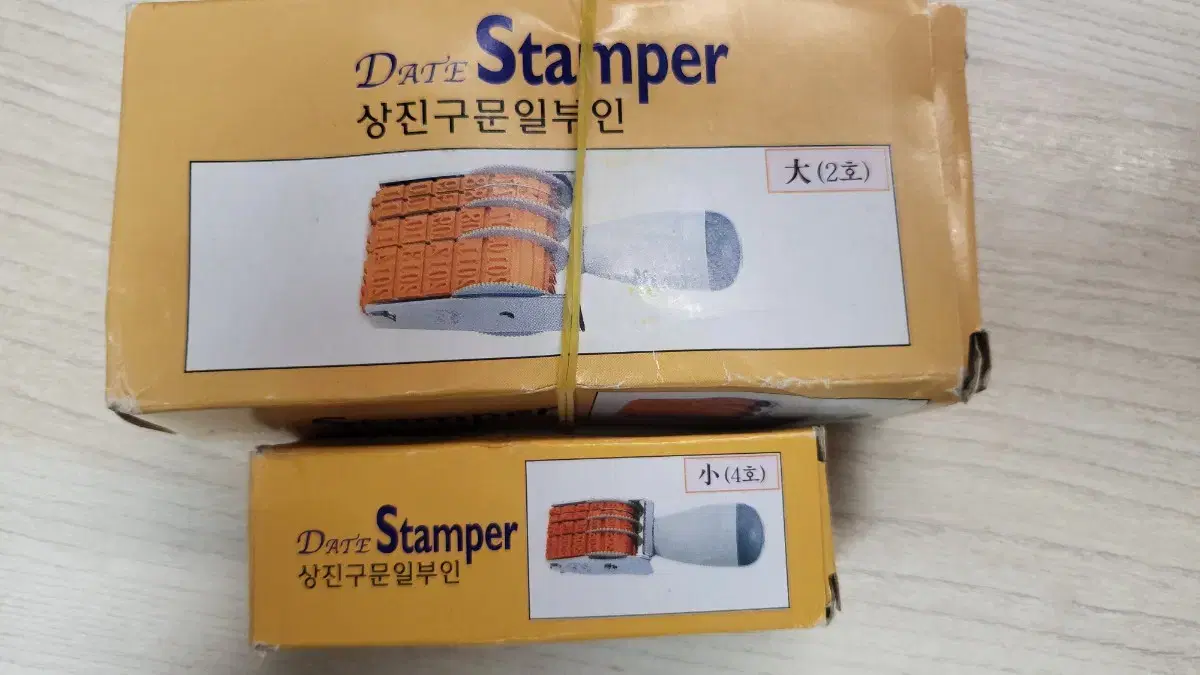 DATE Stamper
상진구문일부인
大(2호)
Stamper
小(4호)
DATE Stamper
상진구문일부인